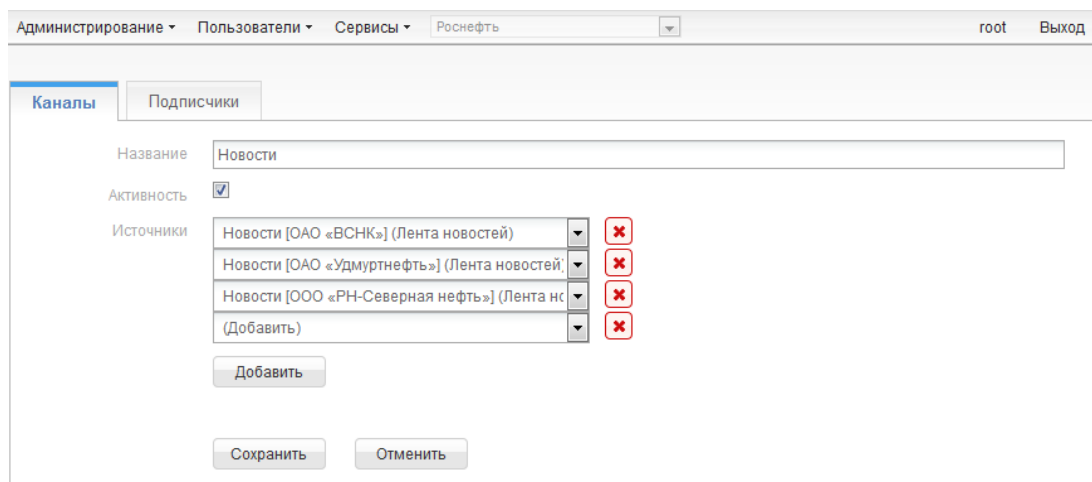 Администрирование Пользователи Сервисы Роснефть root Выход
Каналы Подписчики
Название Новости
Активность
Источники Новости [ОАО «ВСНК»] (Лента новостей)
Новости [ОАО «Удмуртнефть»] (Лента новостей)
Новости [ООО «РН-Северная нефть»] (Лента но
(Добавить)
Добавить
Сохранить Отменить